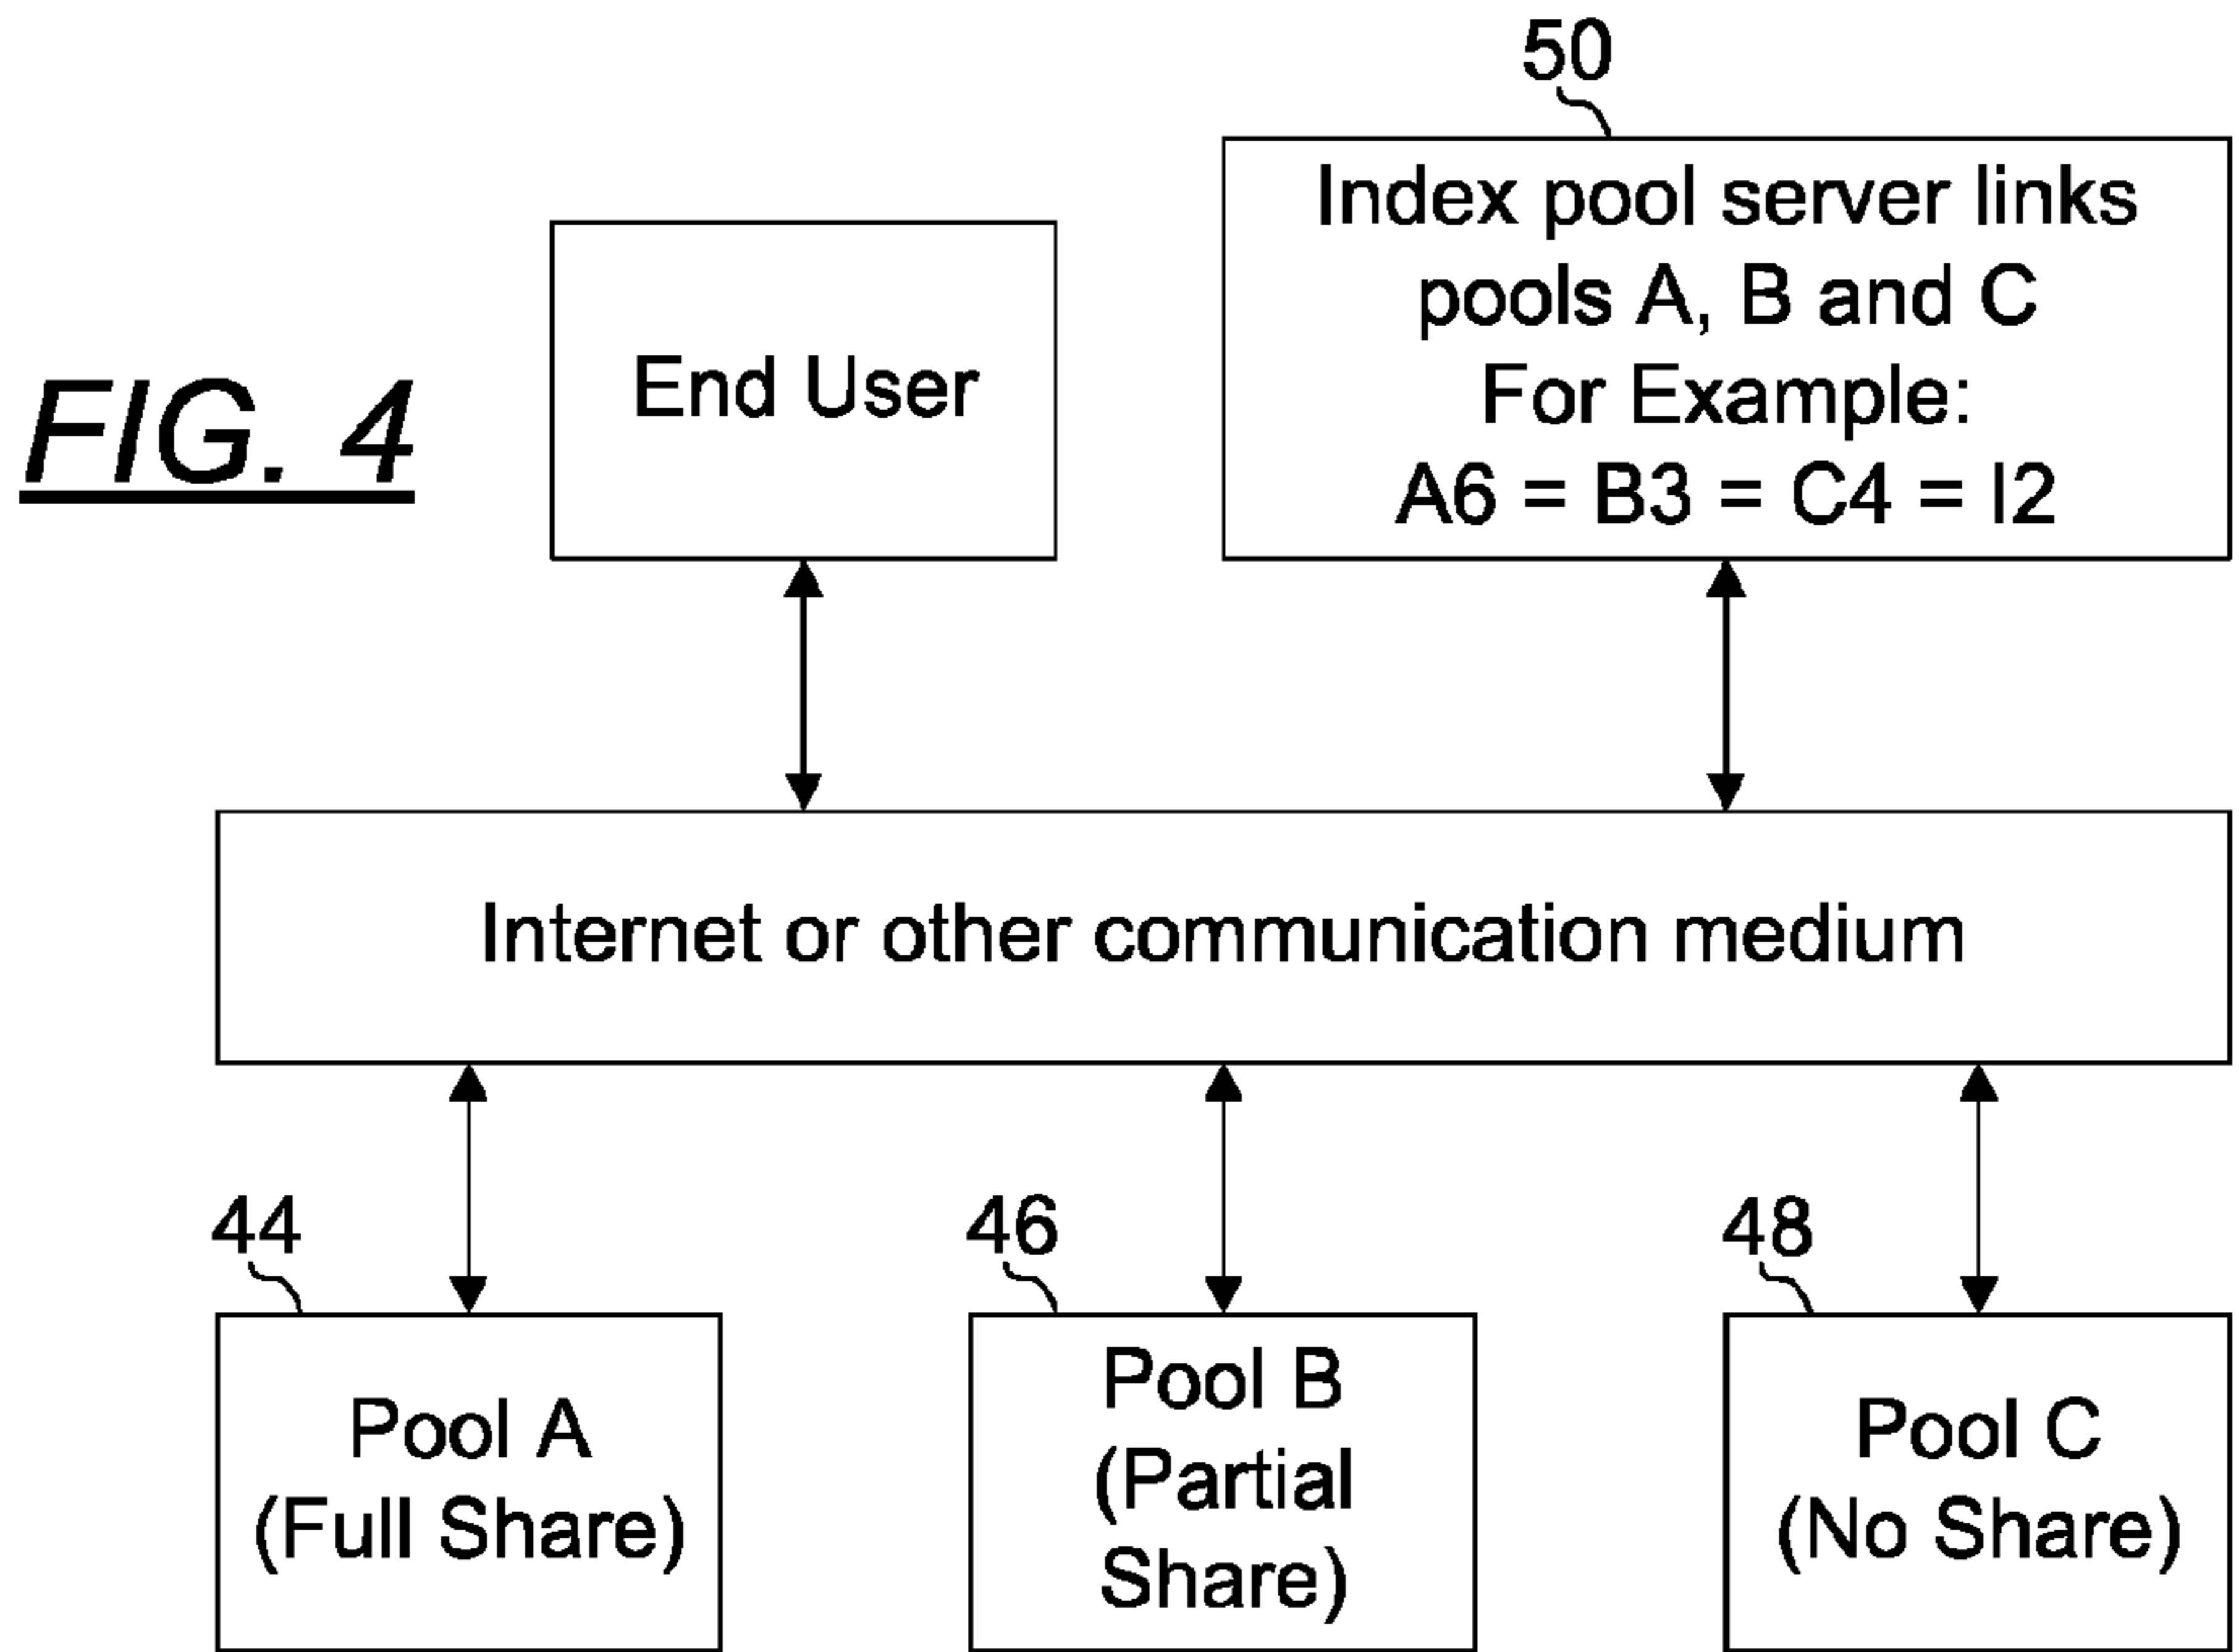 50
Index pool server links
pools A, B and C
For Example:
A6 = B3 = C4 = I2
End User
FIG. 4
Internet or other communication medium
44
46
48
Pool A
(Full Share)
Pool B
(Partial
Share)
Pool C
(No Share)